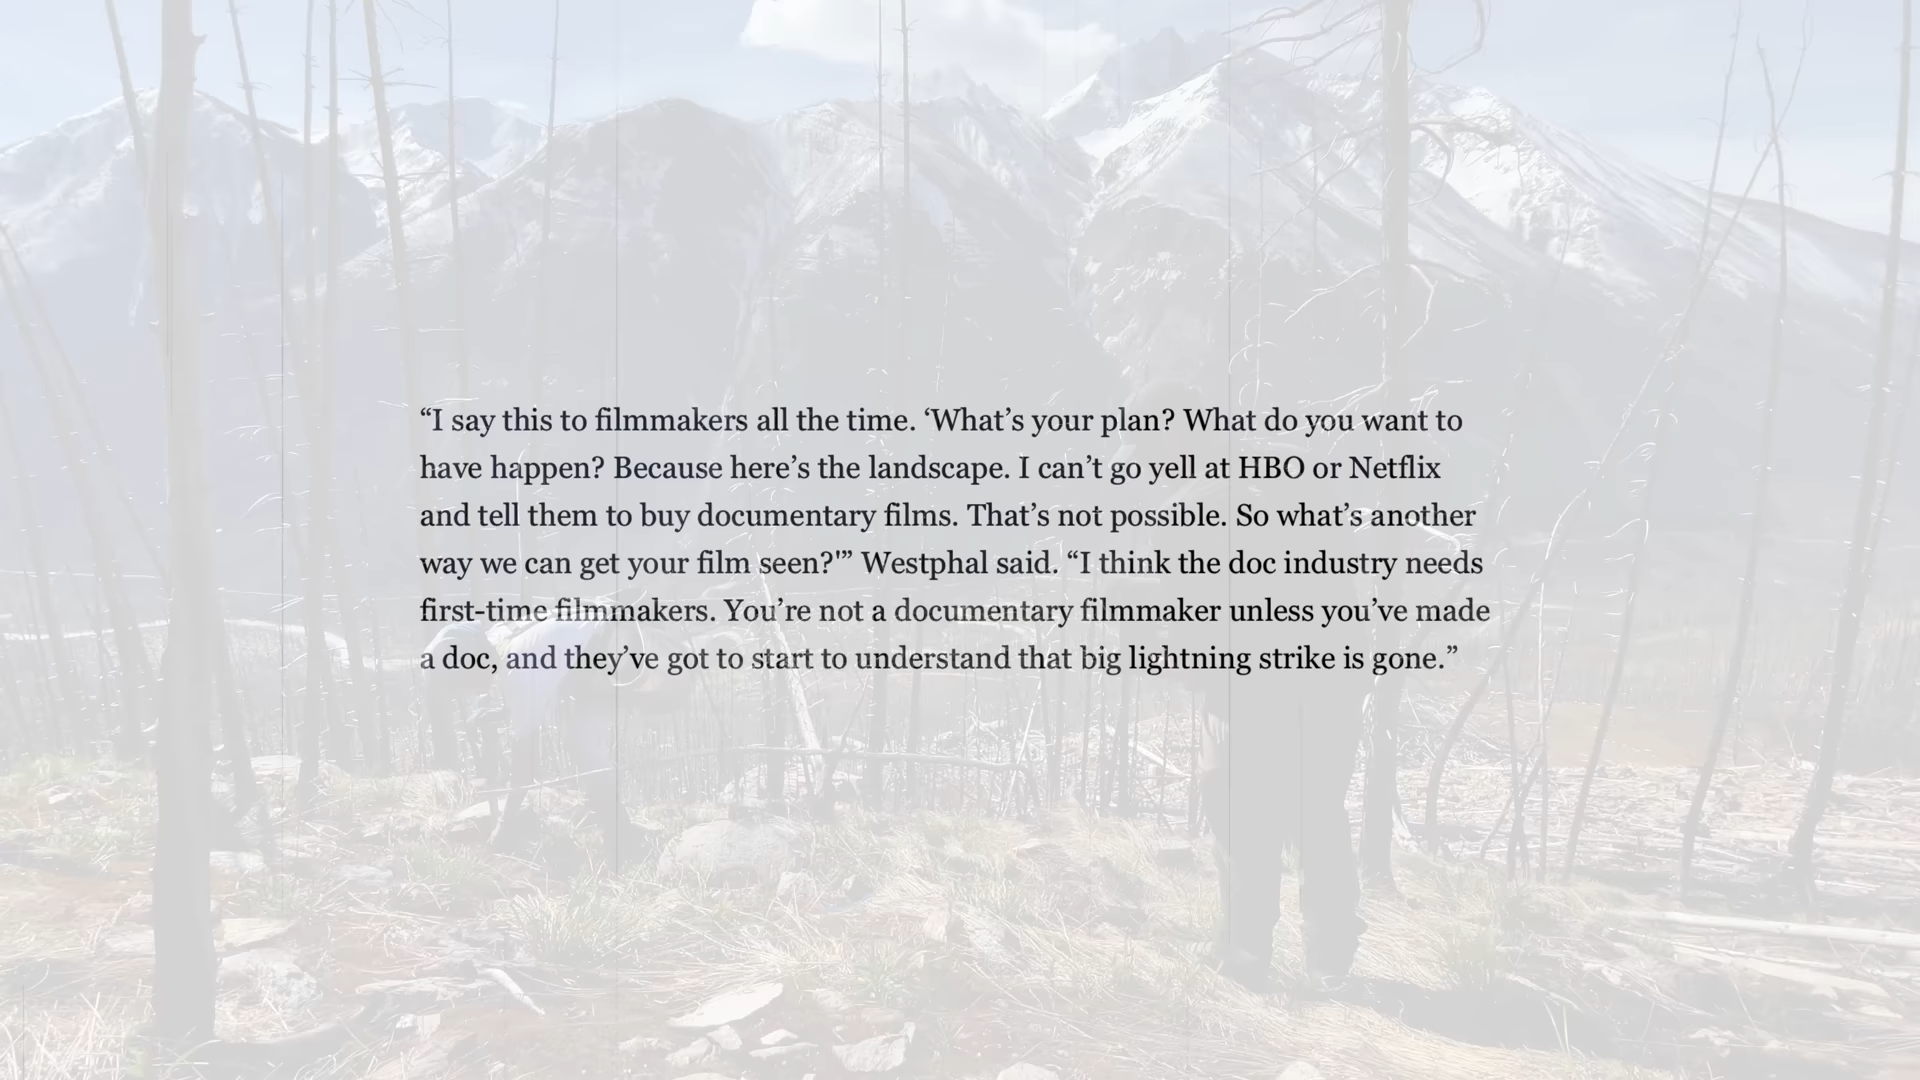 “I say this to filmmakers all the time. ‘What’s your plan? What do you want to
have happen? Because here’s the landscape. I can’t go yell at HBO or Netflix
and tell them to buy documentary films. That’s not possible. So what’s another
way we can get your film seen?'” Westphal said. “I think the doc industry needs
first-time filmmakers. You’re not a documentary filmmaker unless you’ve made
a doc, and they’ve got to start to understand that big lightning strike is gone.”